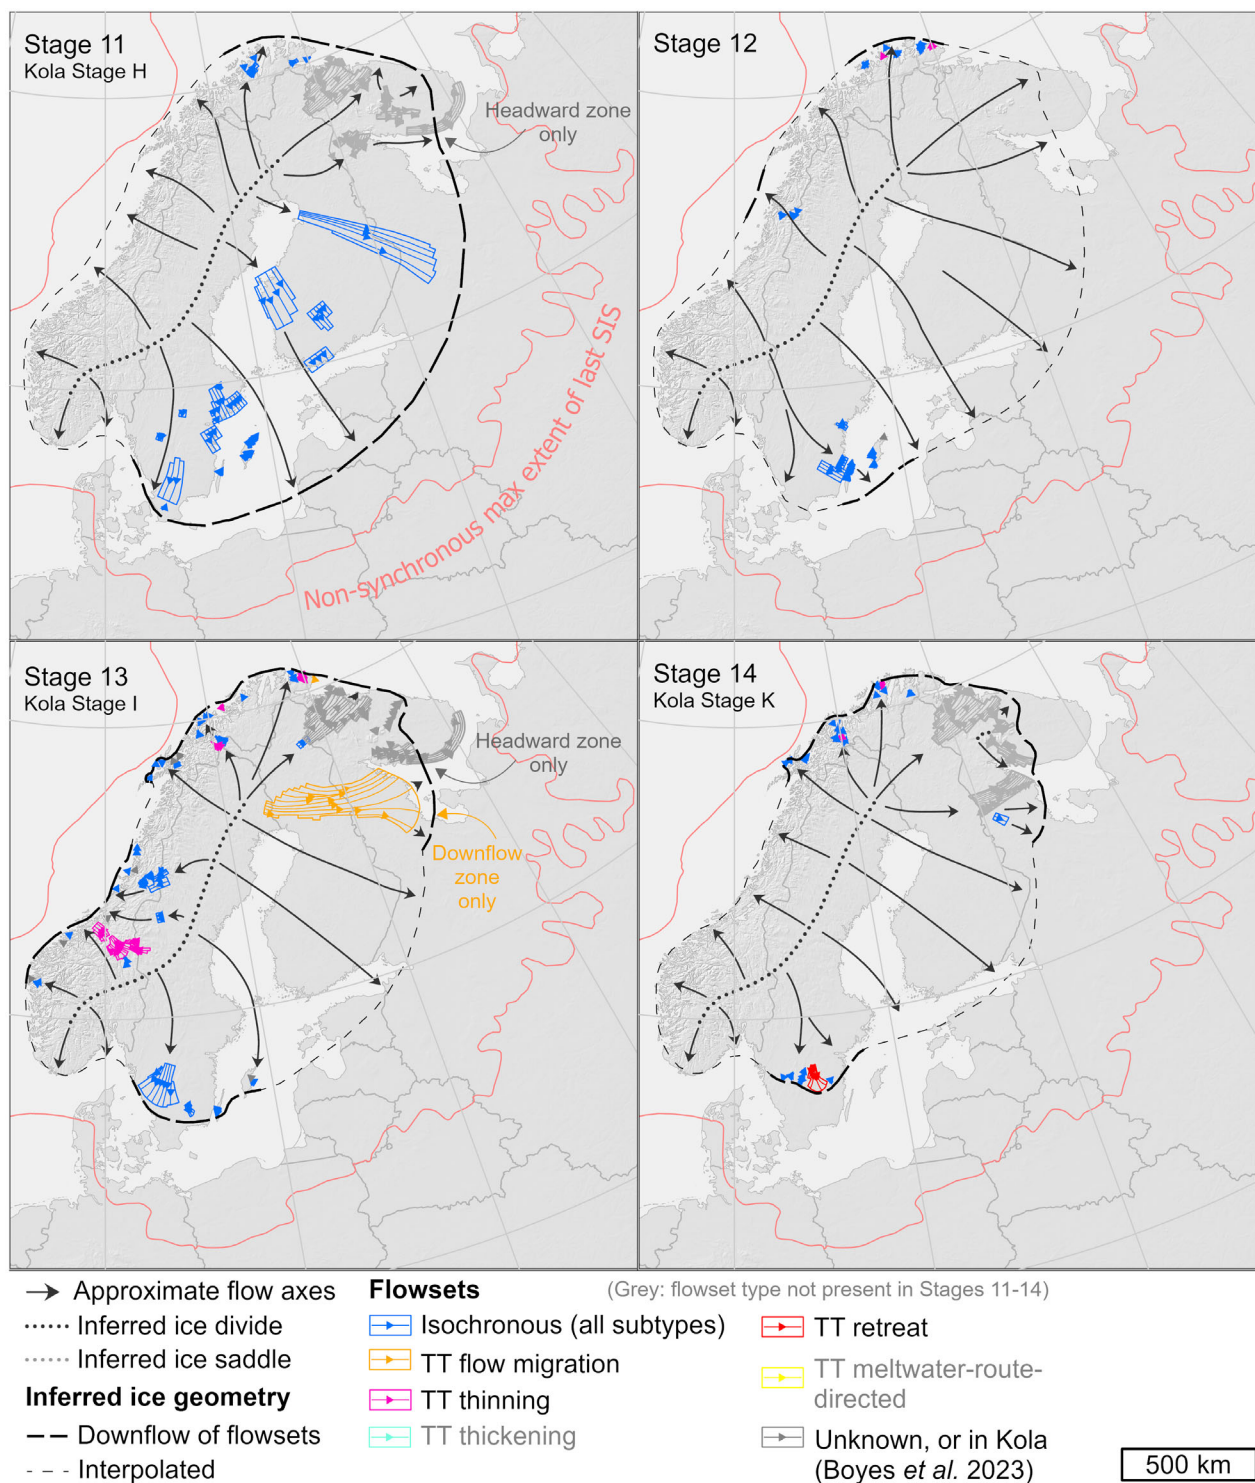 Stage 11
Kola Stage H
Headward zone
only
Non-synchronous max extent of last SIS
Stage 12
Stage 13
Kola Stage I
Headward zone
only
Downflow
zone
only
Stage 14
Kola Stage K
Approximate flow axes
Inferred ice divide
Inferred ice saddle
Inferred ice geometry
Downflow of flowsets
Interpolated
Flowsets
(Grey: flowset type not present in Stages 11-14)
Isochronous (all subtypes)
TT flow migration
TT thinning
TT thickening
TT retreat
TT meltwater-route-
directed
Unknown, or in Kola
(Boyes et al. 2023)
500 km